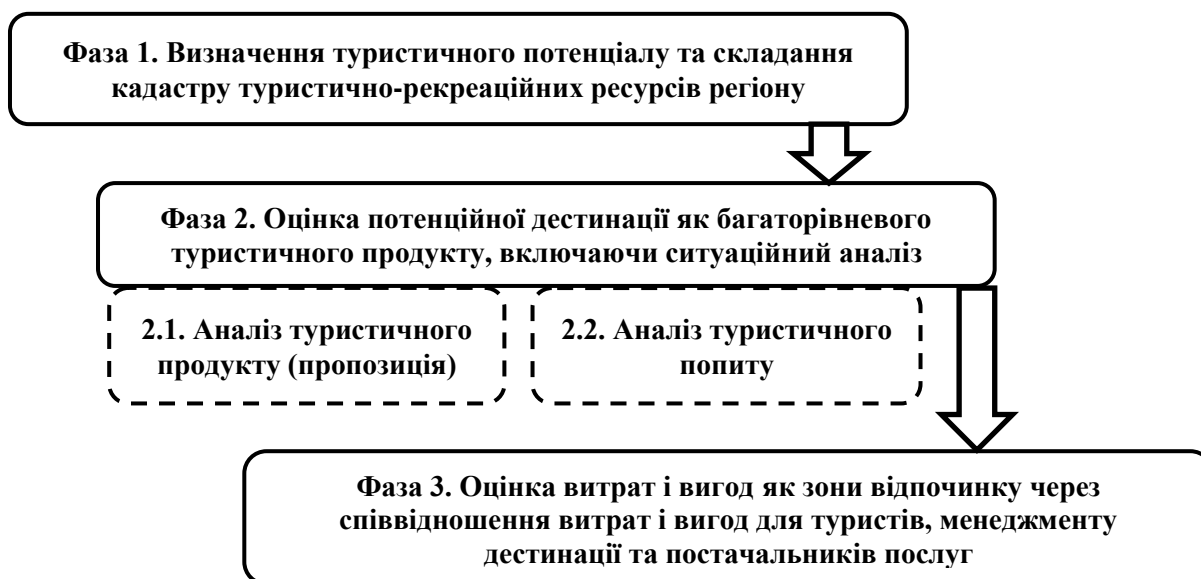 Фаза 1. Визначення туристичного потенціалу та складання
кадастру туристично-рекреаційних ресурсів регіону
Фаза 2. Оцінка потенційної дестинації як багаторівневого
туристичного продукту, включаючи ситуаційний аналіз
2.1. Аналіз туристичного
продукту (пропозиція)
2.2. Аналіз туристичного
попиту
Фаза 3. Оцінка витрат і вигод як зони відпочинку через
співвідношення витрат і вигод для туристів, менеджменту
дестинації та постачальників послуг